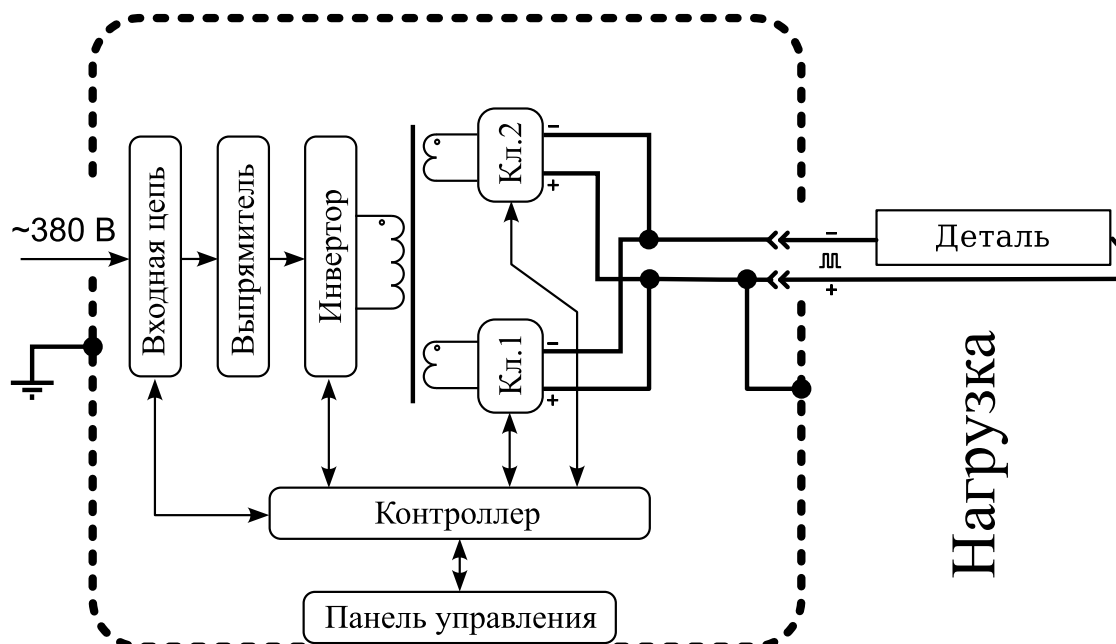 ~380 В
Входная цепь
Выпрямитель
Инвертор
Кл.2
−
+
Кл.1
−
+
−
+
Деталь
Нагрузка
Контроллер
Панель управления